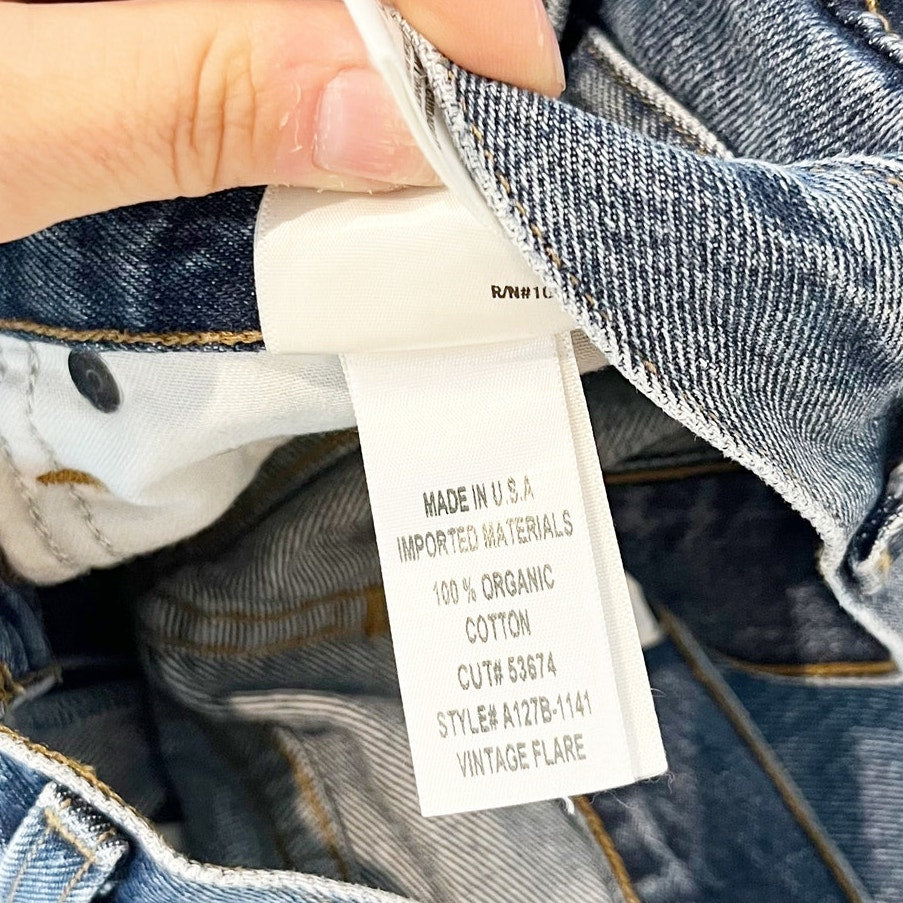 R/N#10
MADE IN U.S.A
IMPORTED MATERIALS
100 % ORGANIC
COTTON
CUT# 53674
STYLE# A127B-1141
VINTAGE FLARE